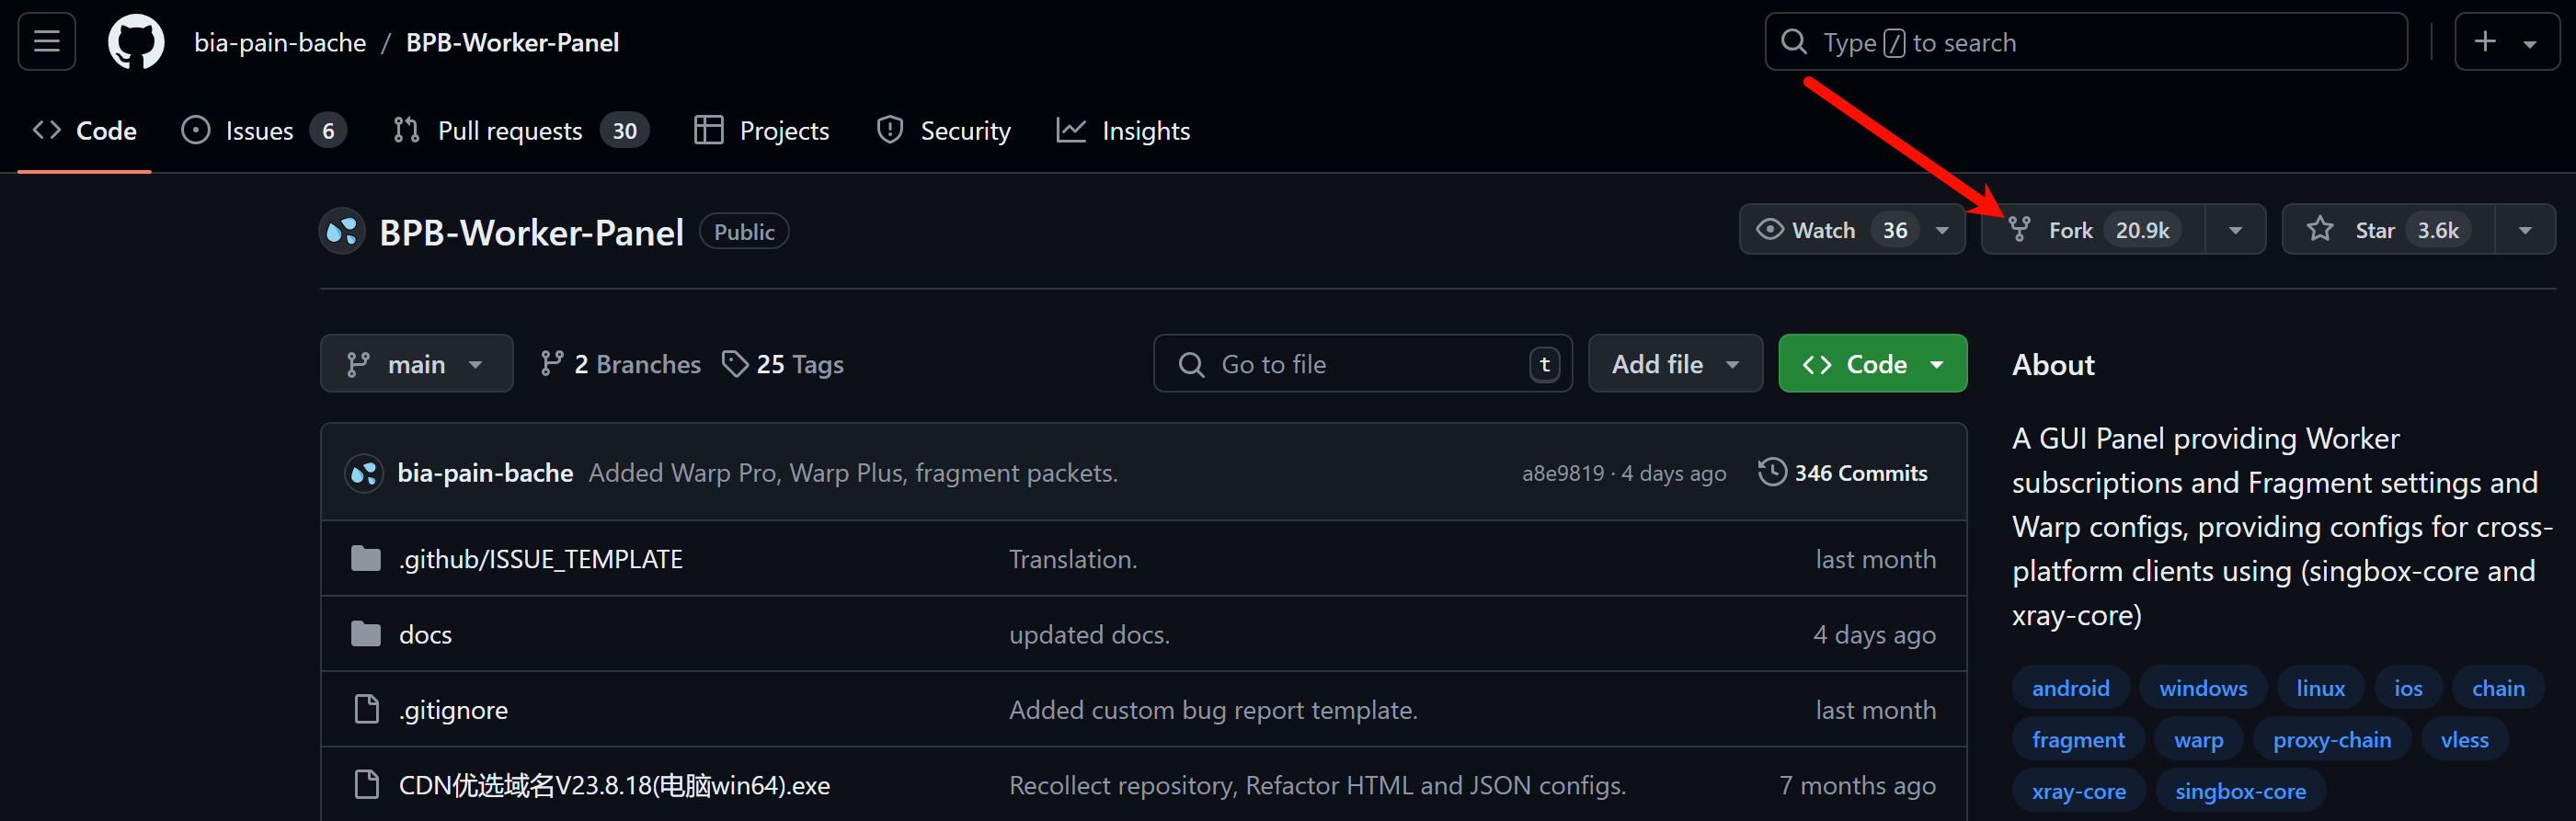 bia-pain-bache / BPB-Worker-Panel
Type / to search
Code
Issues 6
Pull requests 30
Projects
Security
Insights
BPB-Worker-Panel Public
Watch 36
Fork 20.9k
Star 3.6k
main
2 Branches
25 Tags
Go to file t
Add file
Code
About
A GUI Panel providing Worker
subscriptions and Fragment settings and
Warp configs, providing configs for cross-
platform clients using (singbox-core and
xray-core)
android windows linux ios chain
fragment warp proxy-chain vless
xray-core singbox-core
bia-pain-bache Added Warp Pro, Warp Plus, fragment packets. a8e9819 · 4 days ago 346 Commits
.github/ISSUE_TEMPLATE Translation. last month
docs updated docs. 4 days ago
.gitignore Added custom bug report template. last month
CDN优选域名V23.8.18(电脑win64).exe Recollect repository, Refactor HTML and JSON configs. 7 months ago